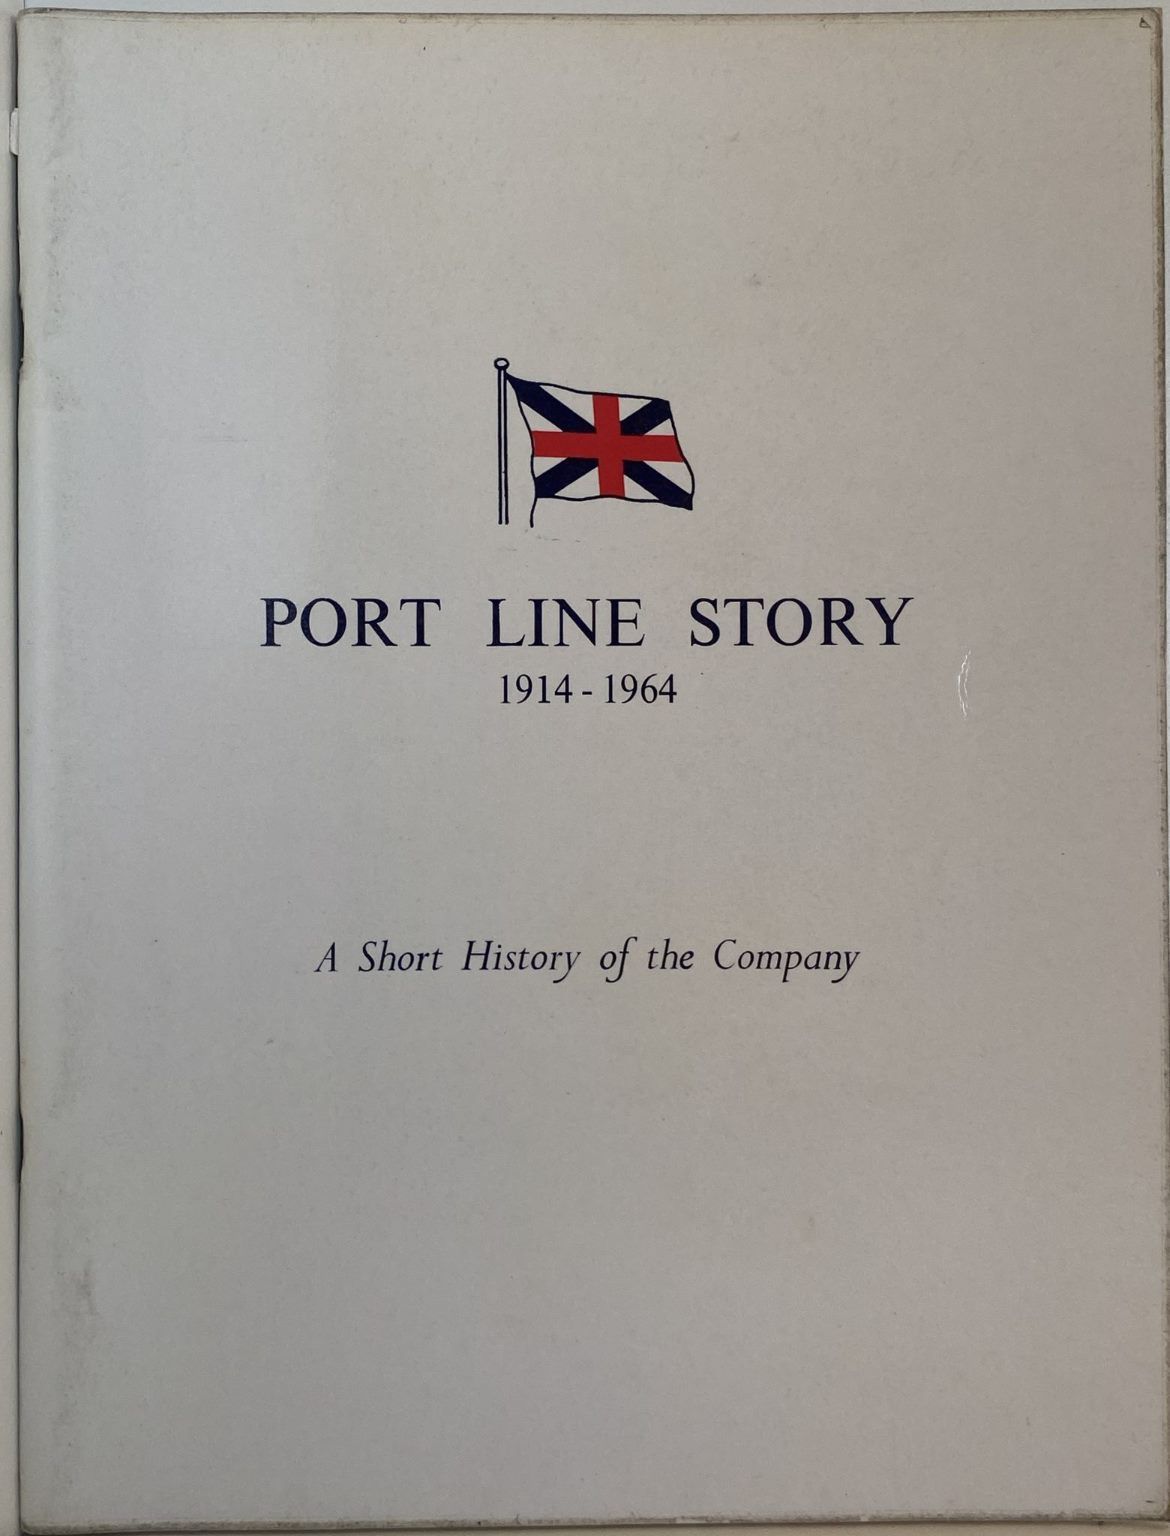 PORT LINE STORY
1914 - 1964
A Short History of the Company